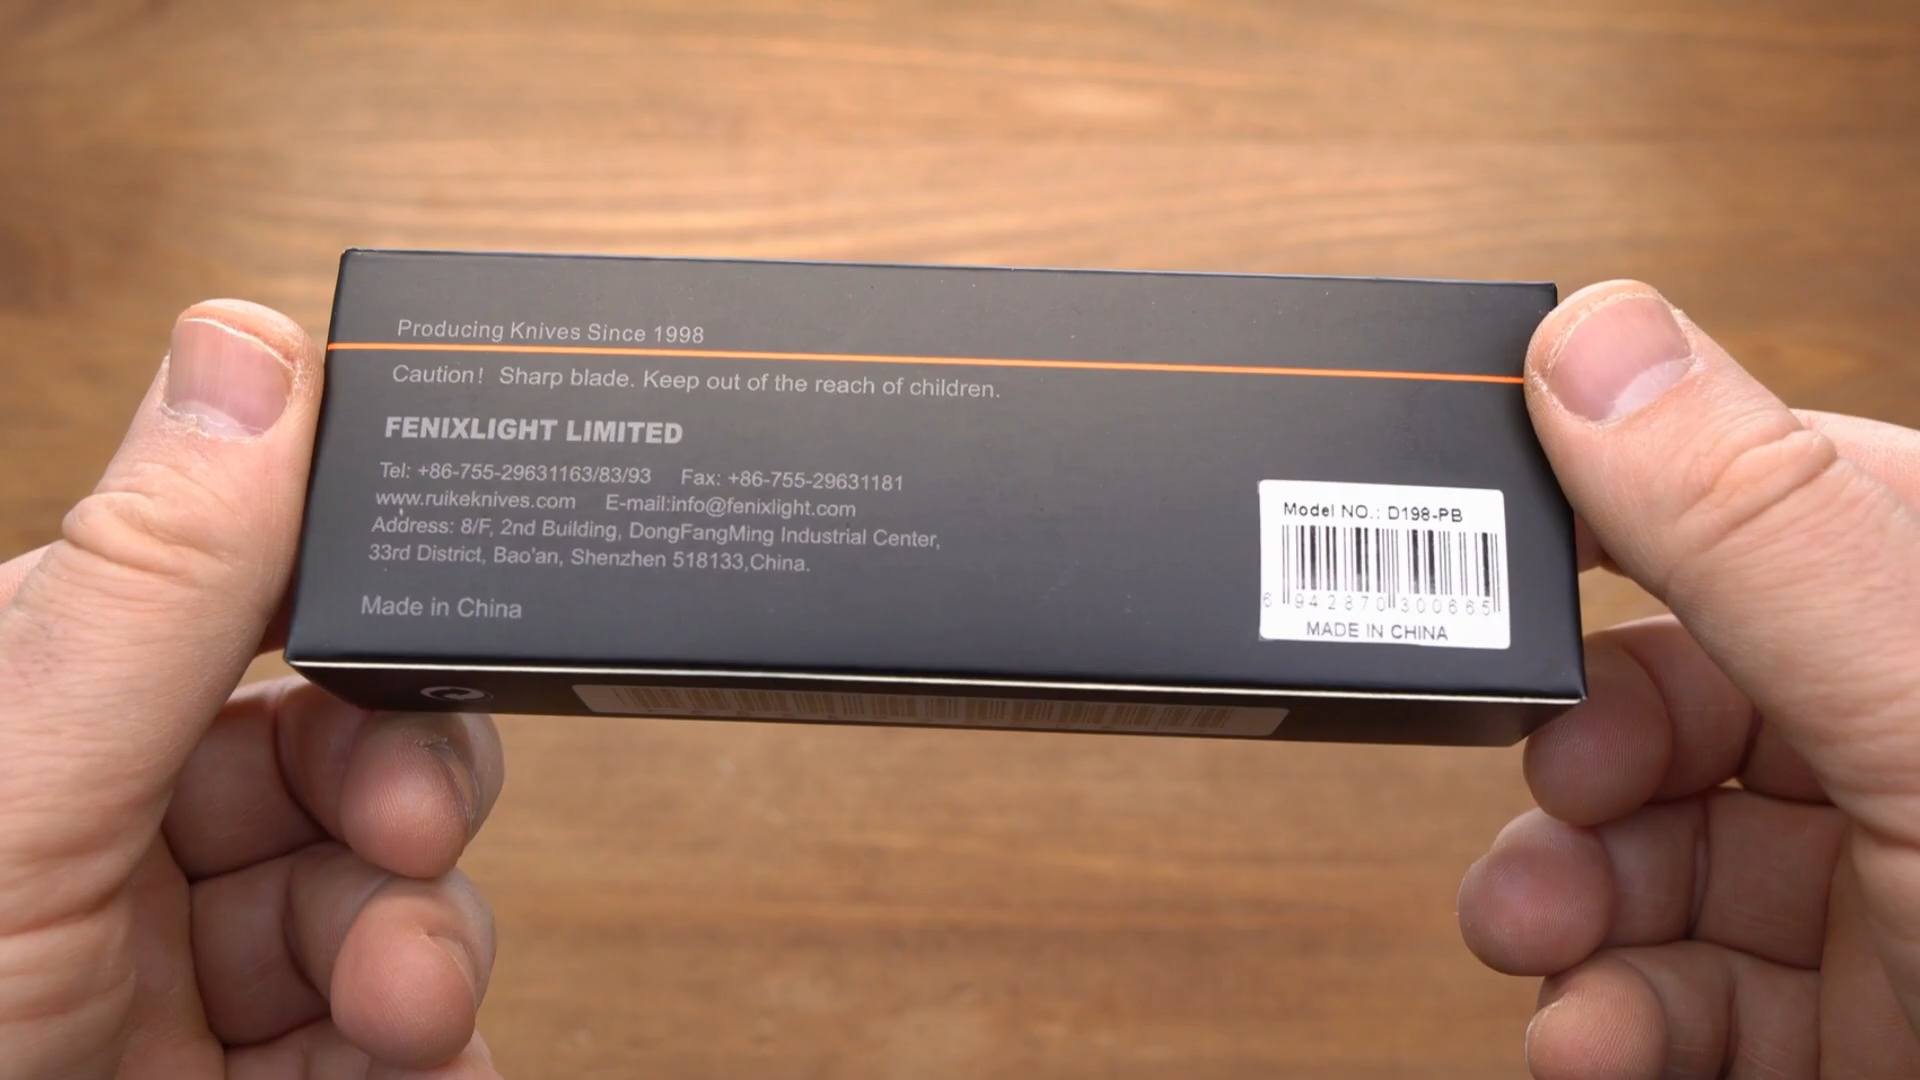 Producing Knives Since 1998
Caution! Sharp blade. Keep out of the reach of children.
FENIXLIGHT LIMITED
Tel: +86-755-29631163/83/93 Fax: +86-755-29631181
www.ruikeknives.com E-mail:info@fenixlight.com
Address: 8/F, 2nd Building, DongFangMing Industrial Center,
33rd District, Bao'an, Shenzhen 518133,China.
Made in China
Model NO.: D198-PB
6 942870 300665
MADE IN CHINA